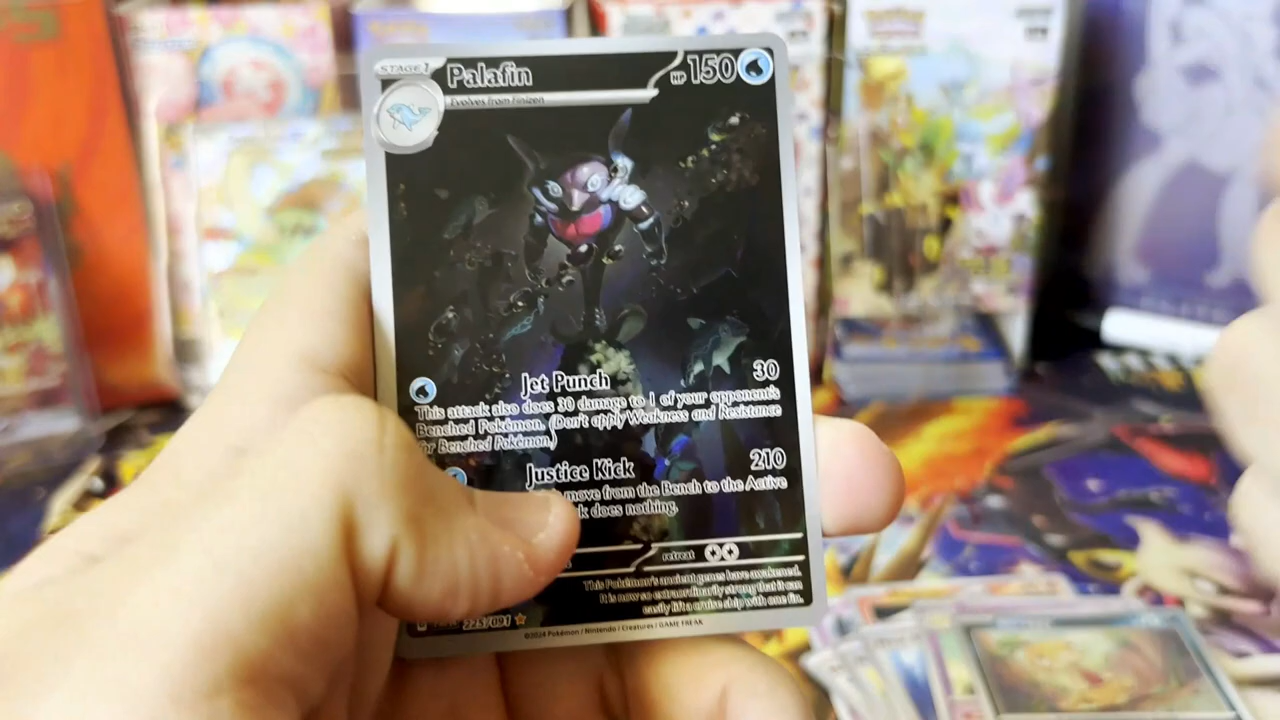 STAGE 1
Palafin
HP 150
Evolves from Finizen
Jet Punch 30
This attack also does 30 damage to 1 of your opponent's
Benched Pokémon. (Don't apply Weakness and Resistance
for Benched Pokémon.)
Justice Kick 210
move from the Bench to the Active
does nothing.
retreat
This Pokémon's ancient genes have awakened.
It is now so extraordinarily strong that it can
easily lift a cruise ship with one fin.
225/091
©2024 Pokémon / Nintendo / Creatures / GAME FREAK